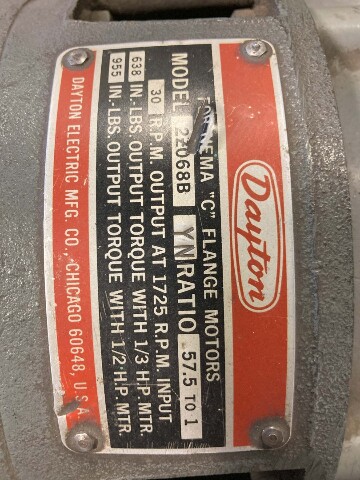 Dayton
FOR NEMA "C" FLANGE MOTORS
MODEL 2Z068B YN RATIO 57.5 TO 1
30 R.P.M. OUTPUT AT 1725 R.P.M. INPUT
638 IN.-LBS. OUTPUT TORQUE WITH 1/3 H.P. MTR
955 IN.-LBS. OUTPUT TORQUE WITH 1/2 H.P. MTR
DAYTON ELECTRIC MFG. CO., CHICAGO 60648, U.S.A.